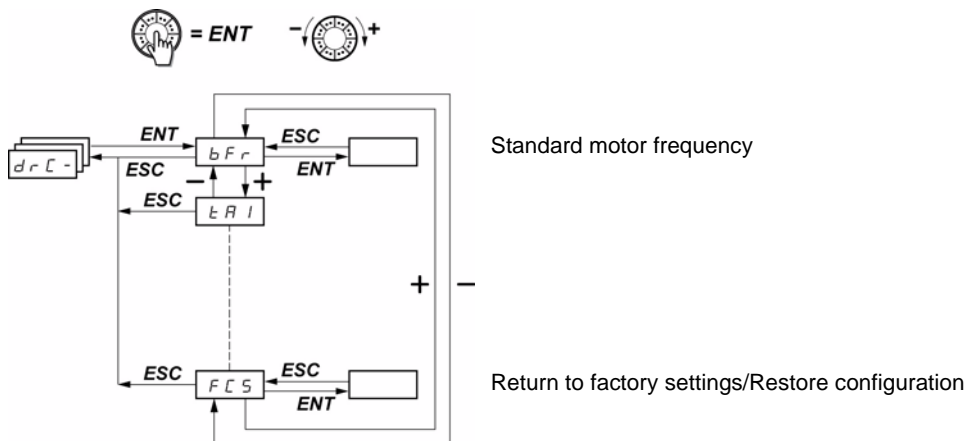 = ENT - +
ENT ESC Standard motor frequency
drC- bFr
ESC ENT
- +
ESC tA1
+ -
ESC ESC Return to factory settings/Restore configuration
FCS
ENT